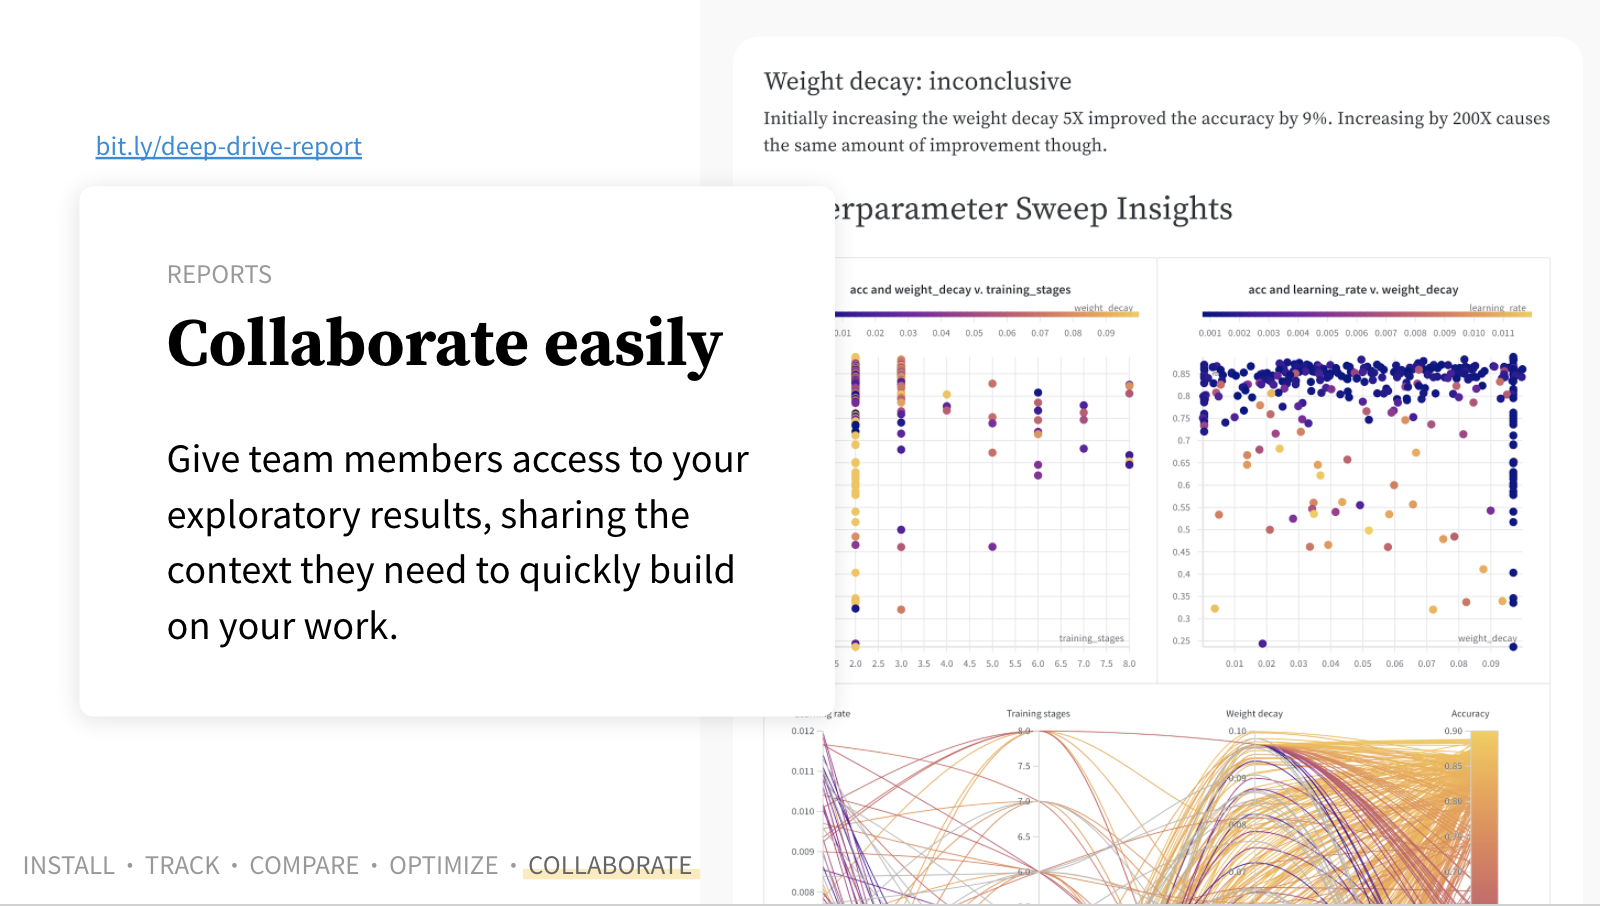 bit.ly/deep-drive-report
REPORTS
Collaborate easily
Give team members access to your
exploratory results, sharing the
context they need to quickly build
on your work.
INSTALL • TRACK • COMPARE • OPTIMIZE • COLLABORATE
Weight decay: inconclusive
Initially increasing the weight decay 5X improved the accuracy by 9%. Increasing by 200X causes
the same amount of improvement though.
erparameter Sweep Insights
acc and weight_decay v. training_stages
weight_decay
0.01 0.02 0.03 0.04 0.05 0.06 0.07 0.08 0.09
training_stages
5 2.0 2.5 3.0 3.5 4.0 4.5 5.0 5.5 6.0 6.5 7.0 7.5 8.0
acc and learning_rate v. weight_decay
learning_rate
0.001 0.002 0.003 0.004 0.005 0.006 0.007 0.008 0.009 0.010 0.011
0.85
0.8
0.75
0.7
0.65
0.6
0.55
0.5
0.45
0.4
0.35
0.3
0.25
weight_decay
0.01 0.02 0.03 0.04 0.05 0.06 0.07 0.08 0.09
rate
Training stages
Weight decay
Accuracy
0.012
0.011
0.010
0.009
0.008
8.0
7.5
7.0
6.5
6.0
0.10
0.09
0.08
0.07
0.90
0.85
0.80